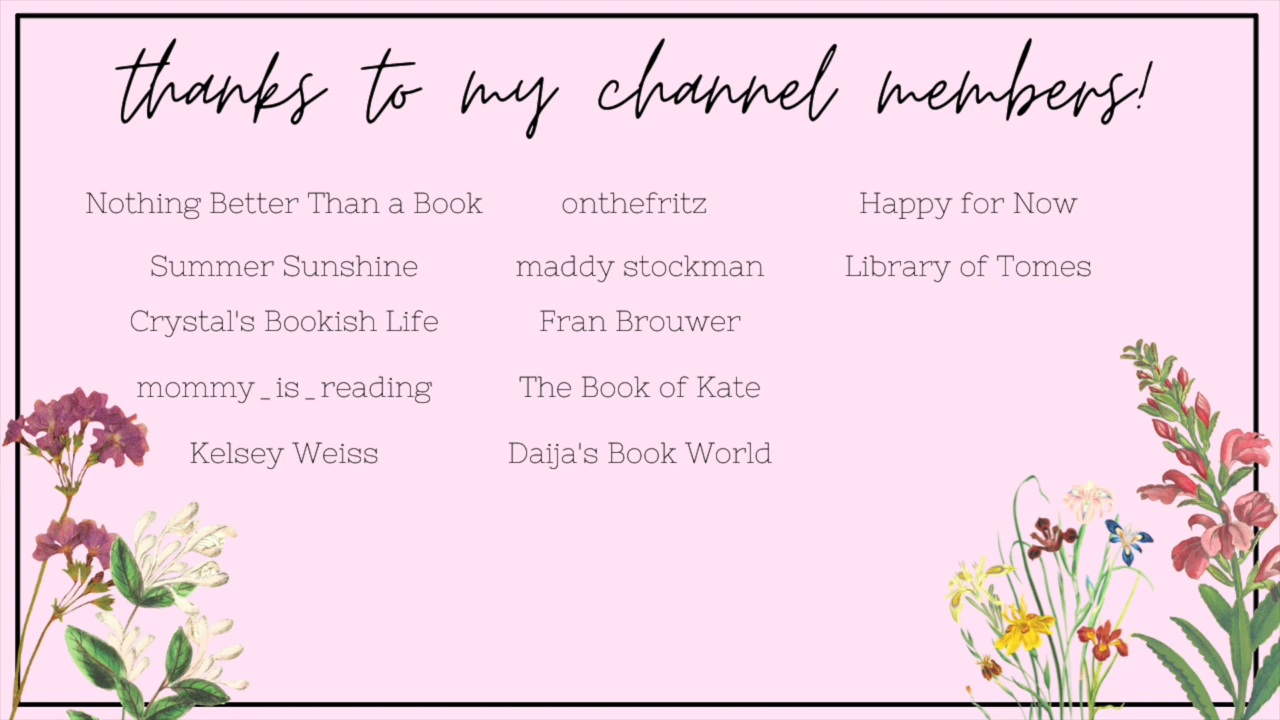 thanks to my channel members!
Nothing Better Than a Book
Summer Sunshine
Crystal's Bookish Life
mommy_is_reading
Kelsey Weiss
onthefritz
maddy stockman
Fran Brouwer
The Book of Kate
Daija's Book World
Happy for Now
Library of Tomes